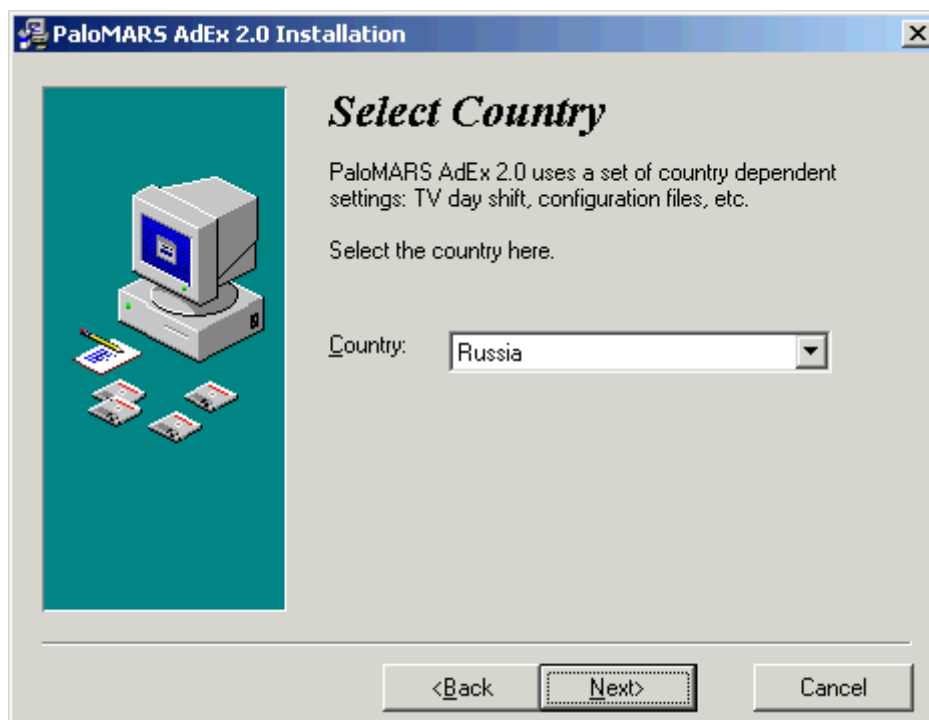 PaloMARS AdEx 2.0 Installation
Select Country
PaloMARS AdEx 2.0 uses a set of country dependent
settings: TV day shift, configuration files, etc.
Select the country here.
Country: Russia
<Back Next> Cancel